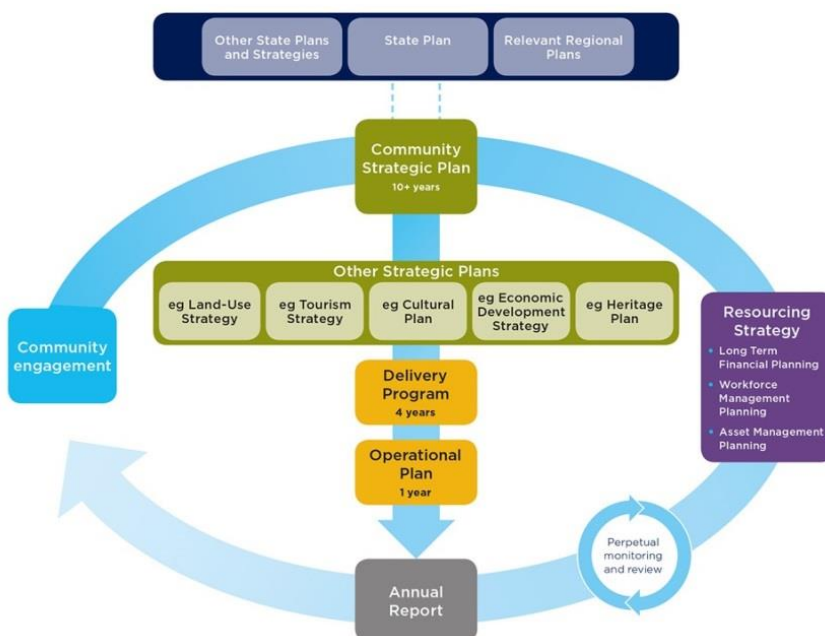 Other State Plans
and Strategies
State Plan
Relevant Regional
Plans
Community
Strategic Plan
10+ years
Other Strategic Plans
eg Land-Use
Strategy
eg Tourism
Strategy
eg Cultural
Plan
eg Economic
Development
Strategy
eg Heritage
Plan
Community
engagement
Resourcing
Strategy
• Long Term
Financial Planning
• Workforce
Management
Planning
• Asset Management
Planning
Delivery
Program
4 years
Operational
Plan
1 year
Perpetual
monitoring
and review
Annual
Report